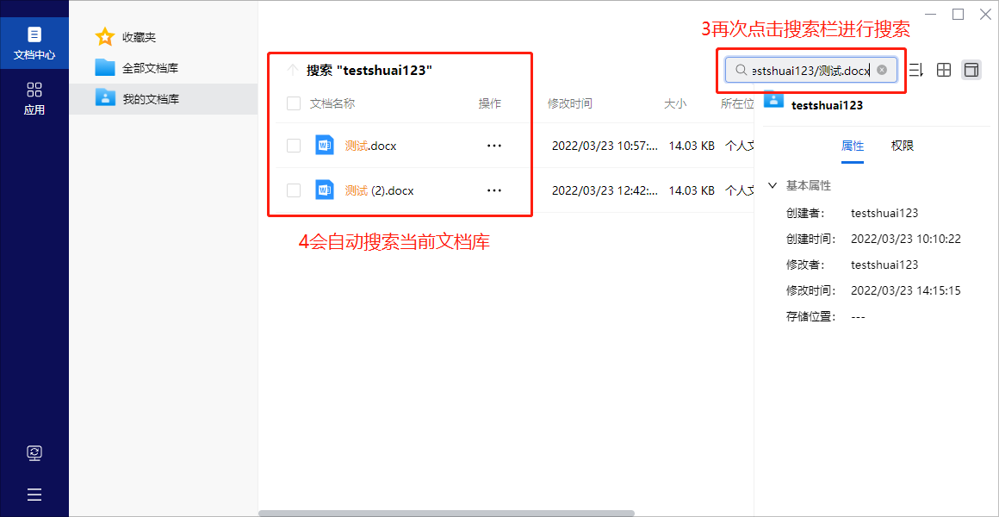 文档中心
应用
收藏夹
全部文档库
我的文档库
3再次点击搜索栏进行搜索
搜索 "testshuai123"
estshuai123/测试.docx
文档名称 操作 修改时间 大小 所在位
测试.docx ··· 2022/03/23 10:57:... 14.03 KB 个人文
测试 (2).docx ··· 2022/03/23 12:42:... 14.03 KB 个人文
4会自动搜索当前文档库
testshuai123
属性 权限
基本属性
创建者： testshuai123
创建时间： 2022/03/23 10:10:22
修改者： testshuai123
修改时间： 2022/03/23 14:15:15
存储位置： ---